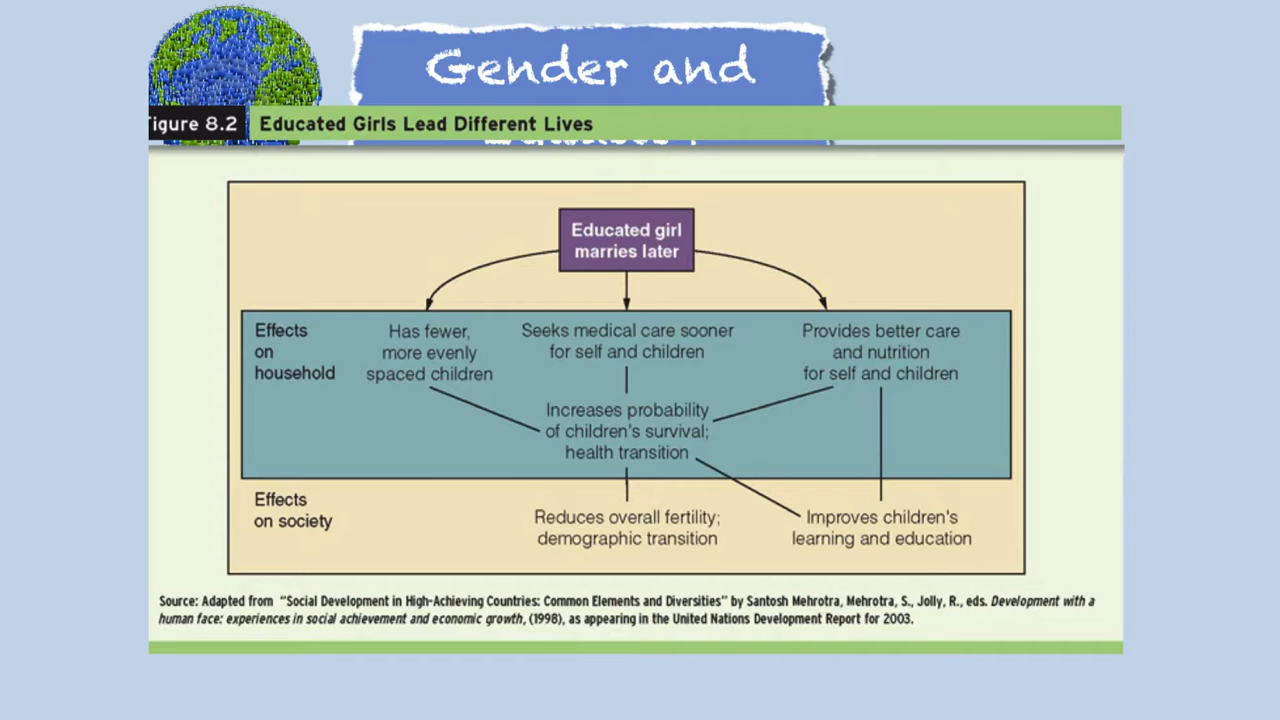 Gender and
igure 8.2
Educated Girls Lead Different Lives
Educated girl
marries later
Effects
on
household
Has fewer,
more evenly
spaced children
Seeks medical care sooner
for self and children
Provides better care
and nutrition
for self and children
Increases probability
of children's survival;
health transition
Effects
on society
Reduces overall fertility;
demographic transition
Improves children's
learning and education
Source: Adapted from "Social Development in High-Achieving Countries: Common Elements and Diversities" by Santosh Mehrotra, Mehrotra, S., Jolly, R., eds. Development with a
human face: experiences in social achievement and economic growth, (1998), as appearing in the United Nations Development Report for 2003.